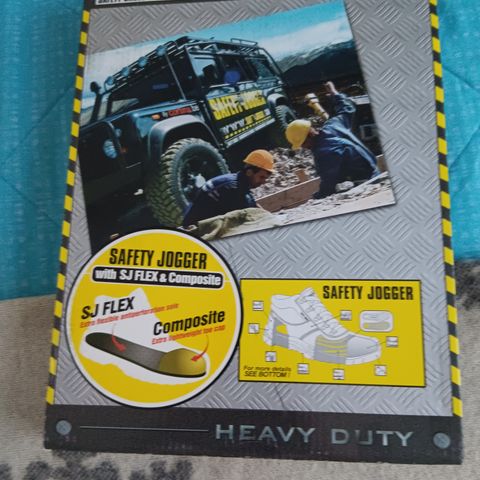 SAFETY JOGGER
SAFETY JOGGER
with SJ FLEX & Composite
SJ FLEX
Extra flexible antiperforation sole
Composite
Extra lightweight toe cap
SAFETY JOGGER
For more details
SEE BOTTOM !
HEAVY DUTY